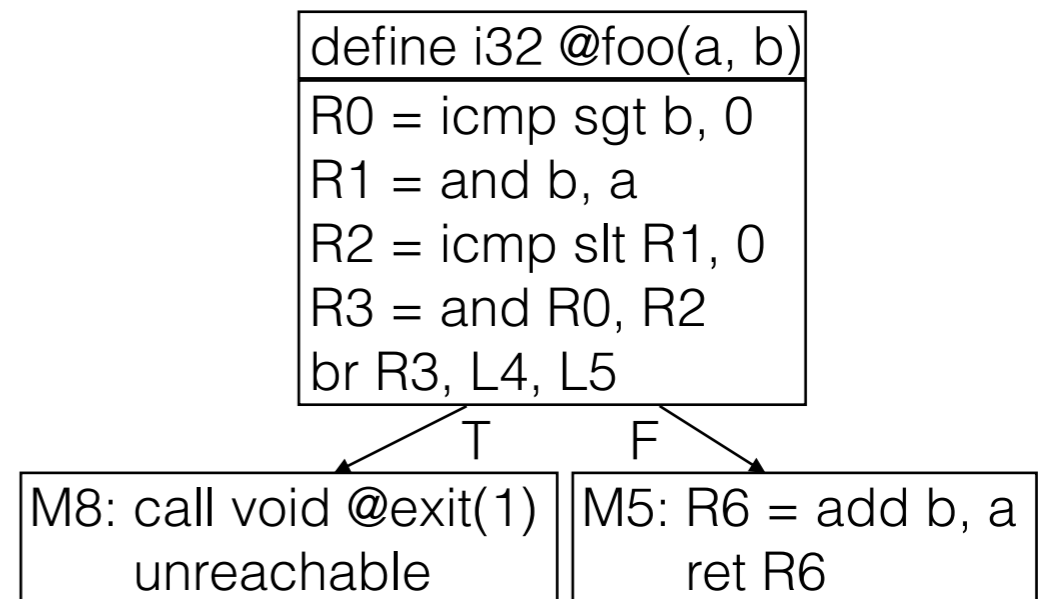 define i32 @foo(a, b)
R0 = icmp sgt b, 0
R1 = and b, a
R2 = icmp slt R1, 0
R3 = and R0, R2
br R3, L4, L5
T F
M8: call void @exit(1)
unreachable
M5: R6 = add b, a
ret R6